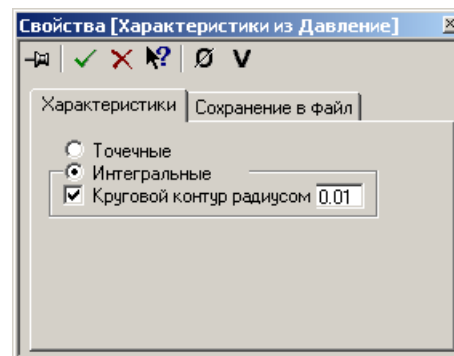 Свойства [Характеристики из Давление]
? Ø V
Характеристики Сохранение в файл
Точечные
Интегральные
Круговой контур радиусом 0.01